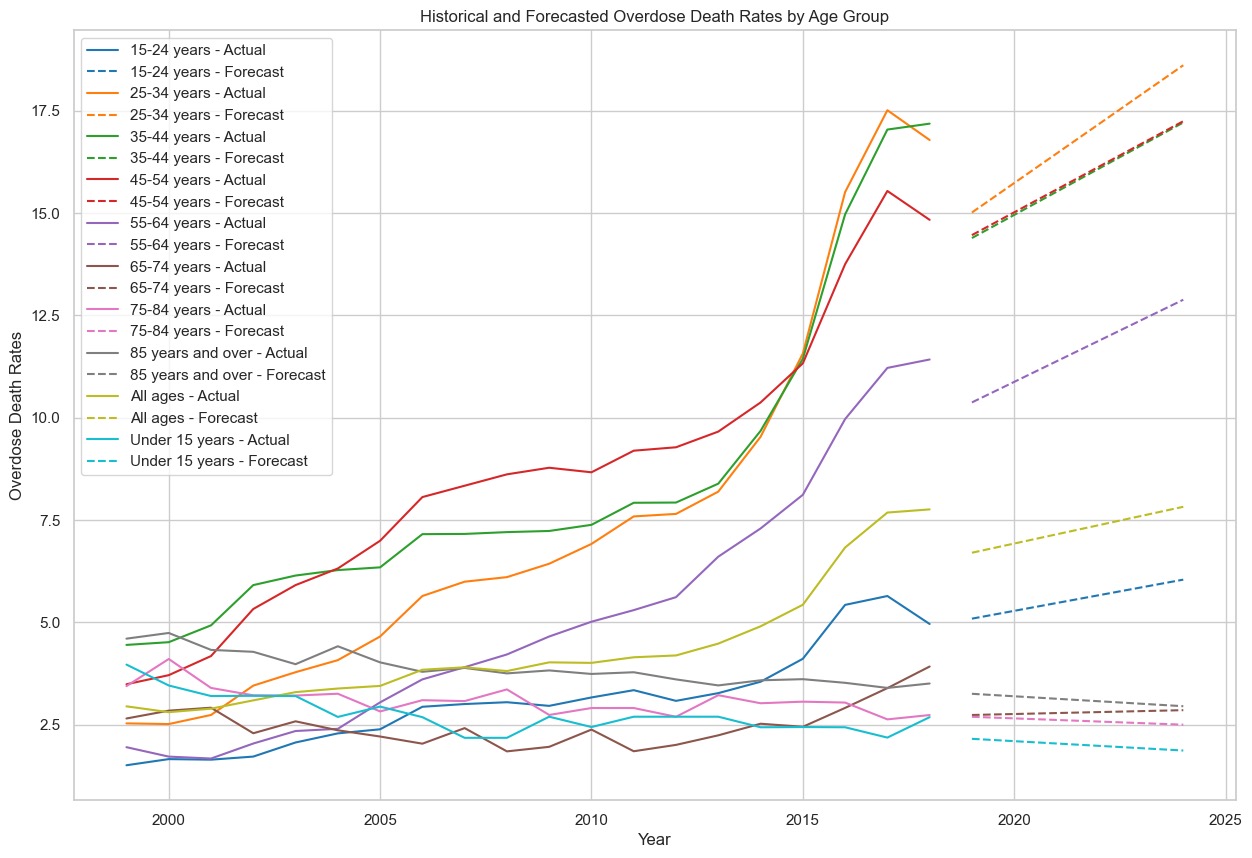 Historical and Forecasted Overdose Death Rates by Age Group
15-24 years - Actual
15-24 years - Forecast
25-34 years - Actual
25-34 years - Forecast
35-44 years - Actual
35-44 years - Forecast
45-54 years - Actual
45-54 years - Forecast
55-64 years - Actual
55-64 years - Forecast
65-74 years - Actual
65-74 years - Forecast
75-84 years - Actual
75-84 years - Forecast
85 years and over - Actual
85 years and over - Forecast
All ages - Actual
All ages - Forecast
Under 15 years - Actual
Under 15 years - Forecast
Overdose Death Rates
17.5
15.0
12.5
10.0
7.5
5.0
2.5
2000
2005
2010
2015
2020
2025
Year